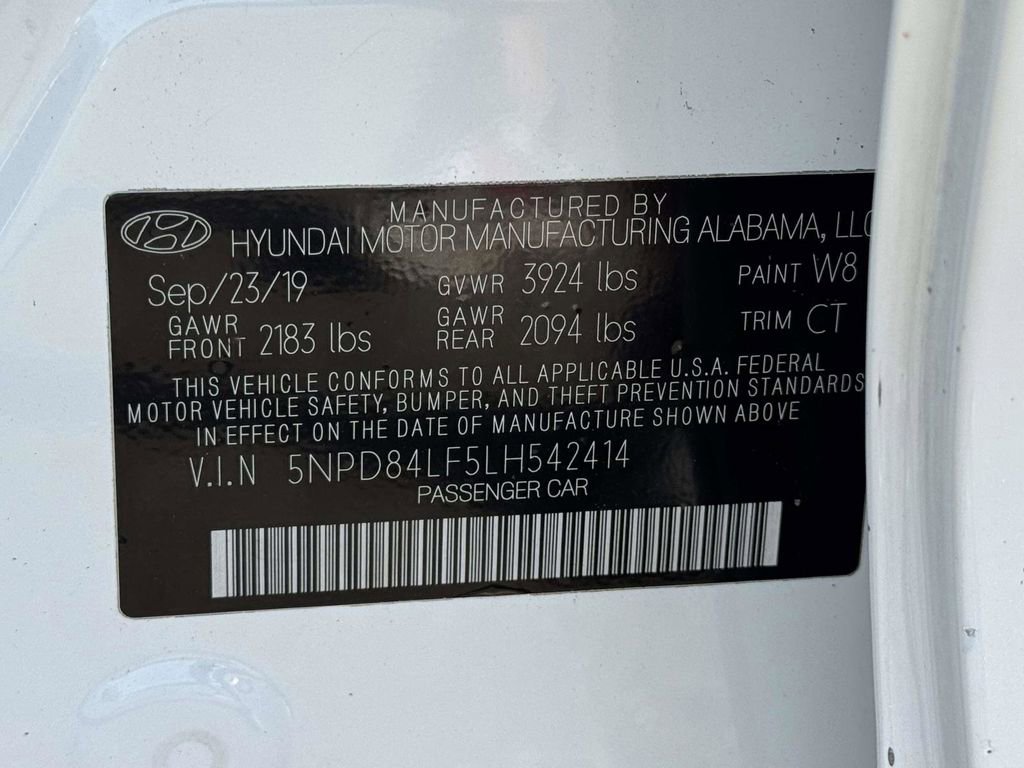 MANUFACTURED BY
HYUNDAI MOTOR MANUFACTURING ALABAMA, LLC
Sep/23/19 GVWR 3924 lbs PAINT W8
GAWR FRONT 2183 lbs GAWR REAR 2094 lbs TRIM CT
THIS VEHICLE CONFORMS TO ALL APPLICABLE U.S.A. FEDERAL
MOTOR VEHICLE SAFETY, BUMPER, AND THEFT PREVENTION STANDARDS
IN EFFECT ON THE DATE OF MANUFACTURE SHOWN ABOVE
V.I.N 5NPD84LF5LH542414
PASSENGER CAR